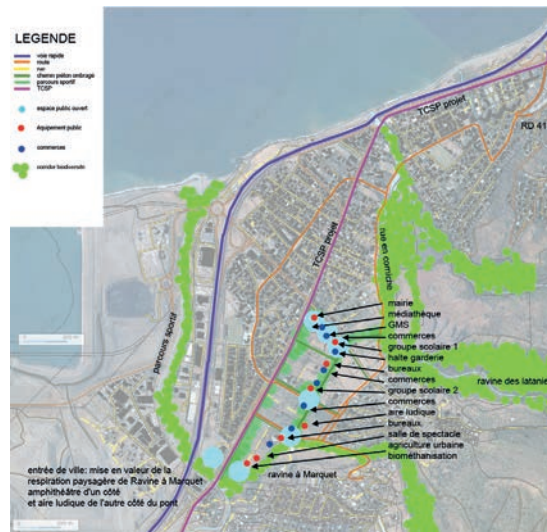 LEGENDE
voie rapide
route
rue
chemin piéton ombragé
parcours sportif
TCSP
espace public ouvert
équipement public
commerces
corridor biodiversité
TCSP projet
RD 41
TCSP projet
rue en corniche
parcours sportif
mairie
médiathèque
GMS
commerces
groupe scolaire 1
halte garderie
bureaux
commerces
groupe scolaire 2
commerces
aire ludique
bureaux
salle de spectacle
agriculture urbaine
biométhanisation
ravine des latanie
ravine à Marquet
entrée de ville: mise en valeur de la
respiration paysagère de Ravine à Marquet
amphithéâtre d'un côté
et aire ludique de l'autre côté du pont